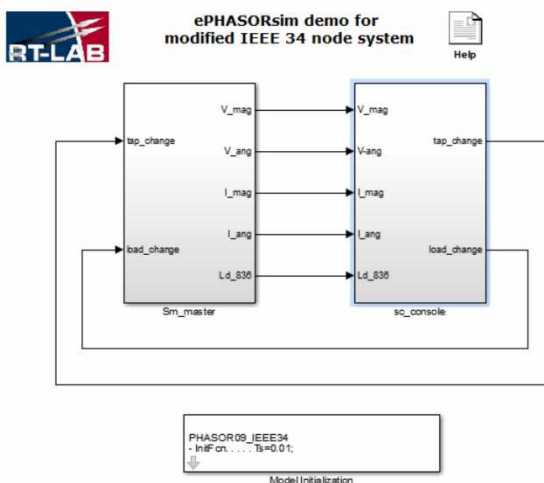 RT-LAB
ePHASORsim demo for
modified IEEE 34 node system
Help
tap_change
load_change
V_mag
V_ang
I_mag
I_ang
Ld_836
Sm_master
V_mag
V-ang
I_mag
I_ang
Ld_836
tap_change
load_change
sc_console
PHASOR09_IEEE34
- InitFcn. . . . . Ts=0.01;
Model Initialization